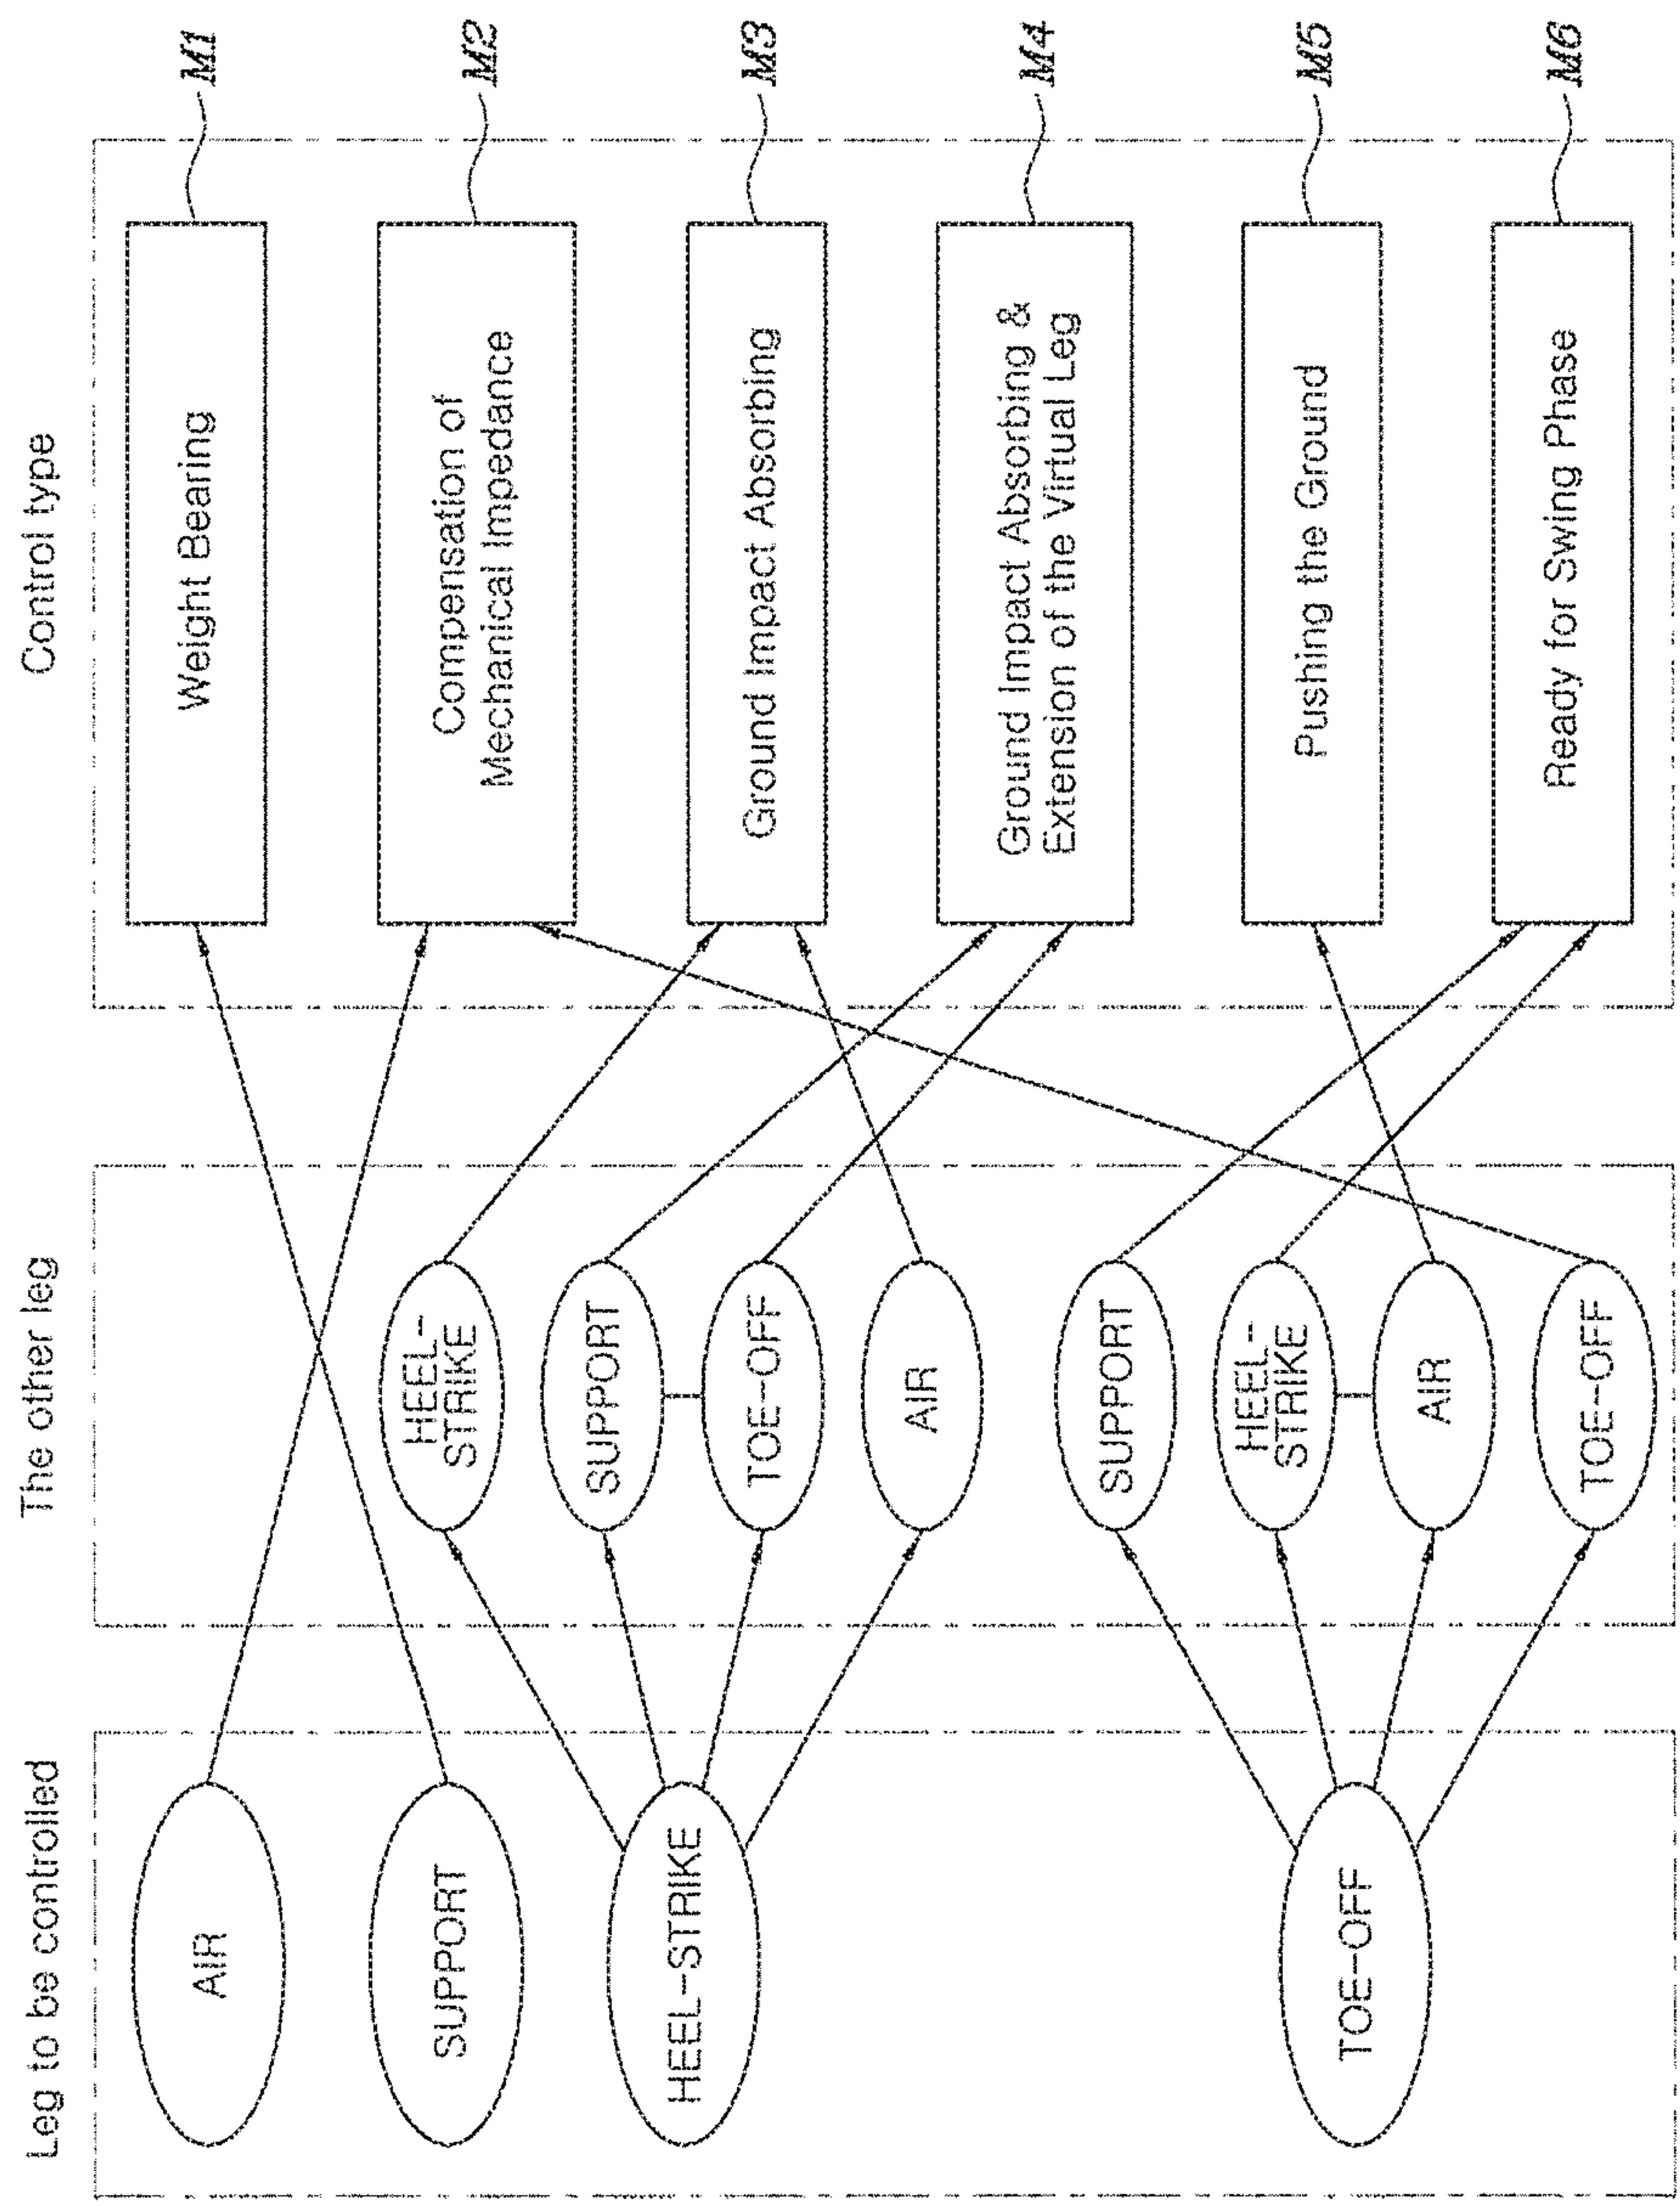 Leg to be controlled
The other leg
Control type
AIR
SUPPORT
HEEL-STRIKE
TOE-OFF
HEEL-
STRIKE
SUPPORT
TOE-OFF
AIR
SUPPORT
HEEL-
STRIKE
AIR
TOE-OFF
Weight Bearing
M1
Compensation of
Mechanical Impedance
M2
Ground Impact Absorbing
M3
Ground Impact Absorbing &
Extension of the Virtual Leg
M4
Pushing the Ground
M5
Ready for Swing Phase
M6